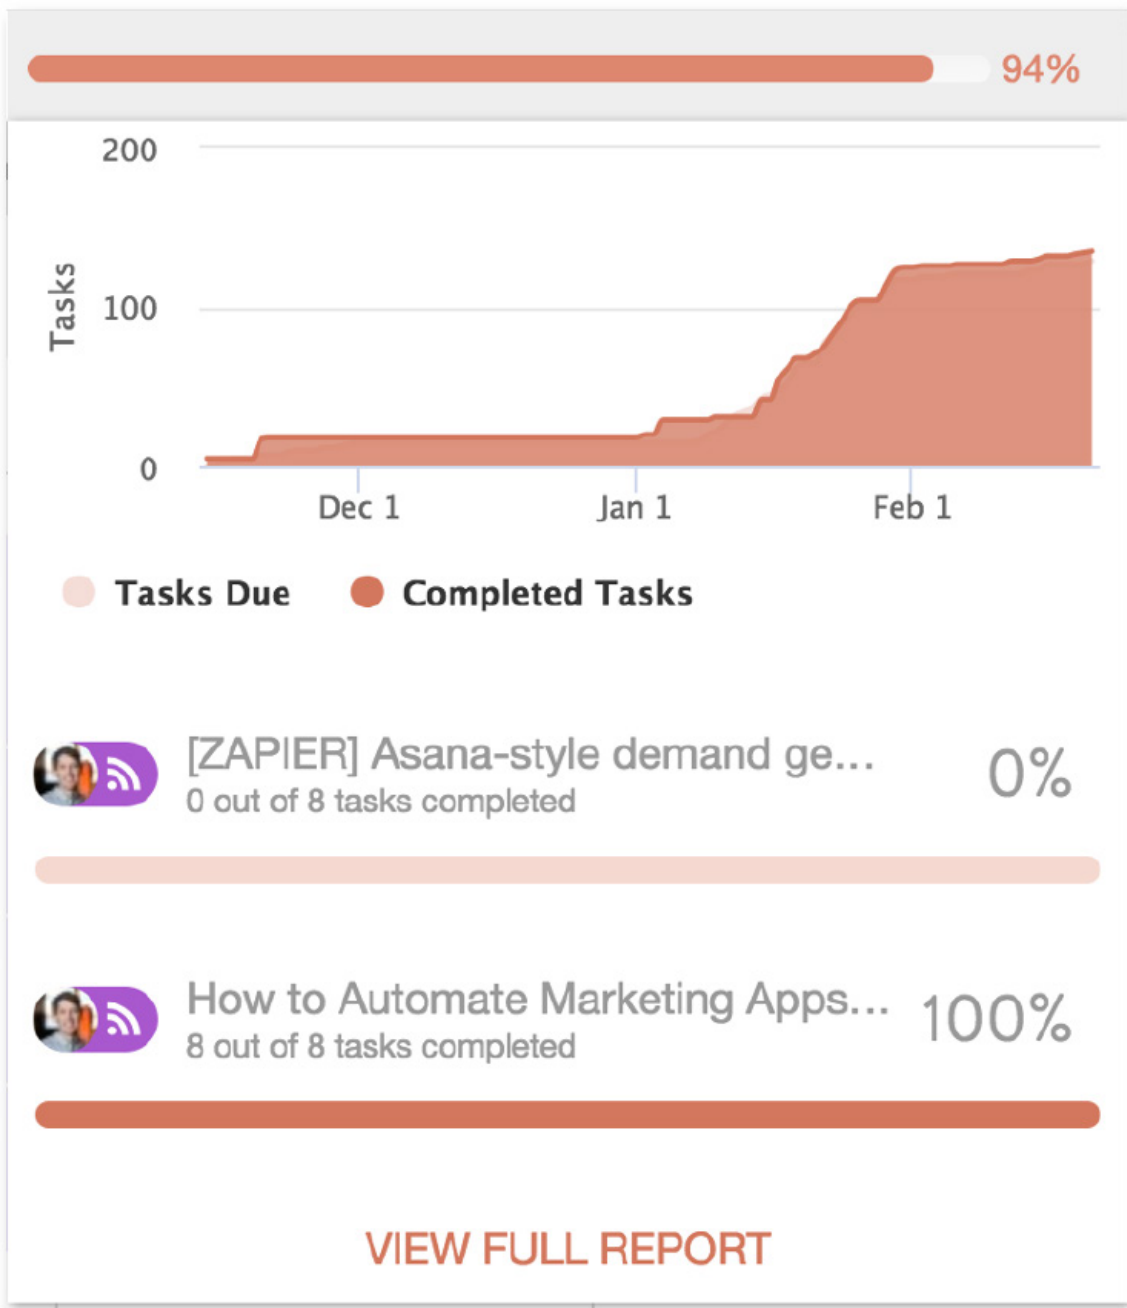 94%
200
Tasks
100
0
Dec 1
Jan 1
Feb 1
Tasks Due
Completed Tasks
[ZAPIER] Asana-style demand ge...
0%
0 out of 8 tasks completed
How to Automate Marketing Apps...
100%
8 out of 8 tasks completed
VIEW FULL REPORT